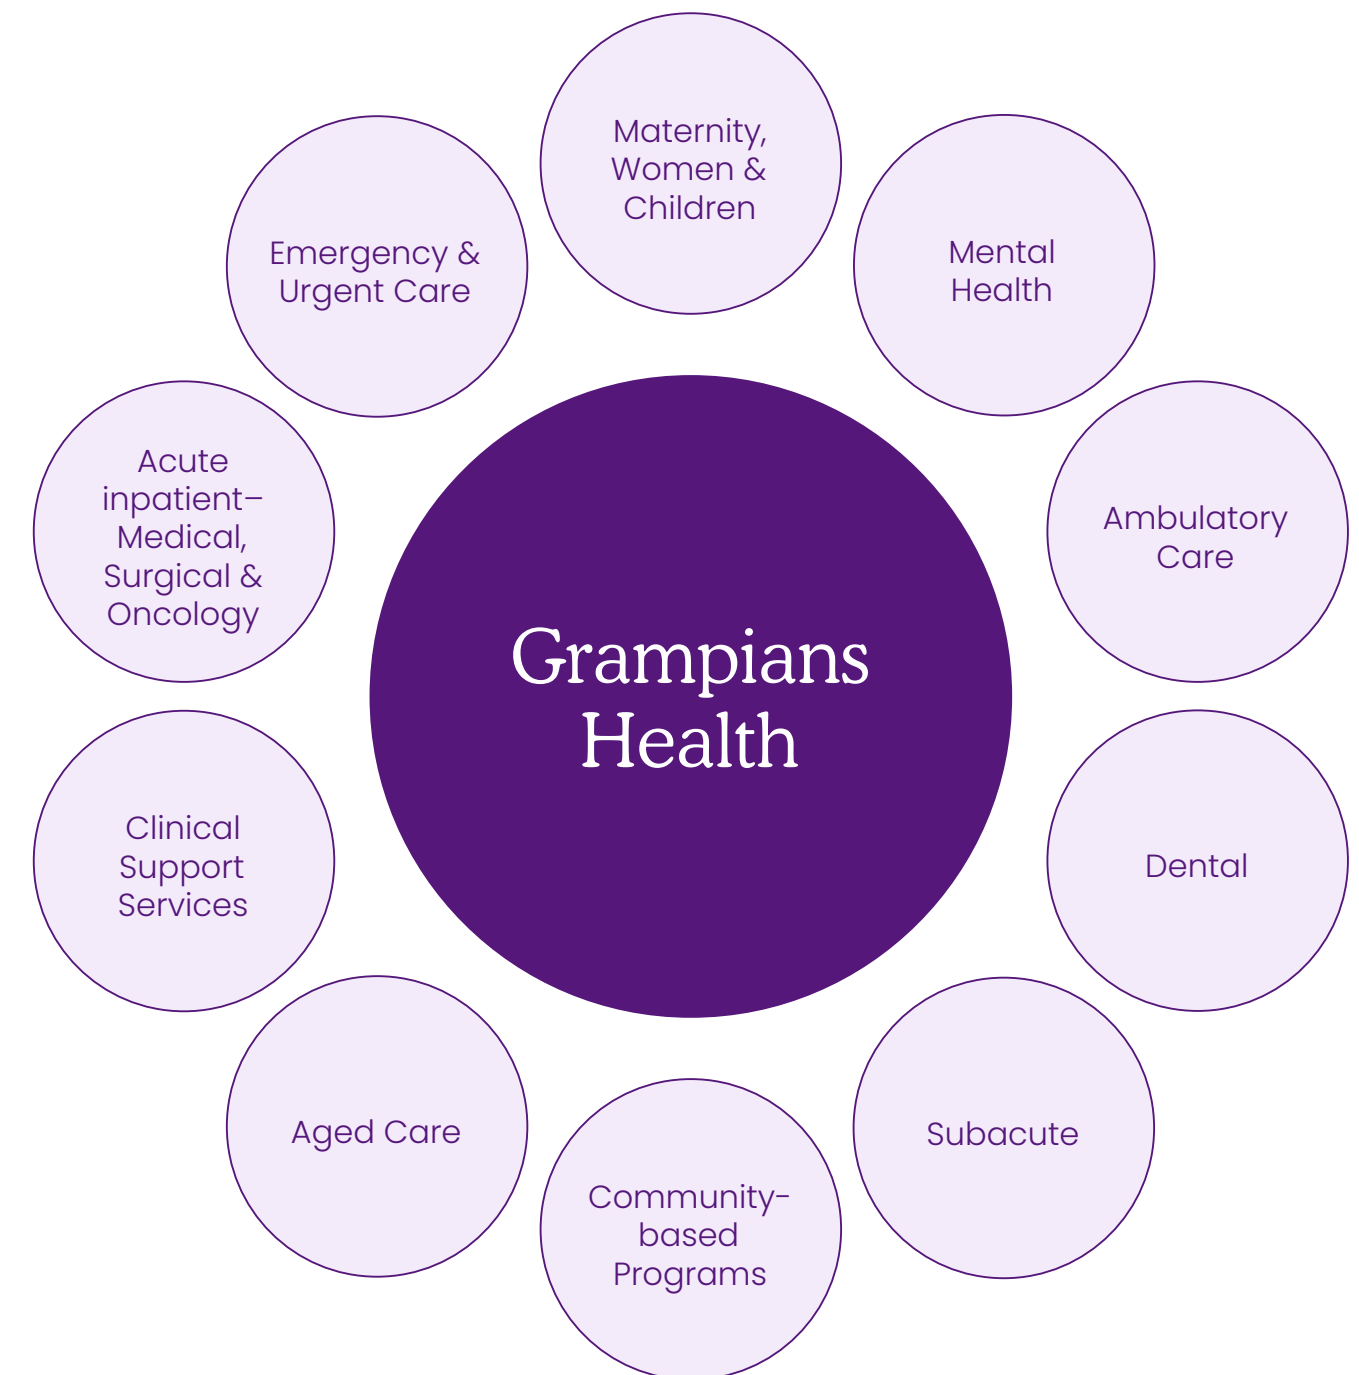 Maternity,
Women &
Children
Mental
Health
Ambulatory
Care
Dental
Subacute
Community-
based
Programs
Aged Care
Clinical
Support
Services
Acute
inpatient–
Medical,
Surgical &
Oncology
Emergency &
Urgent Care
Grampians
Health